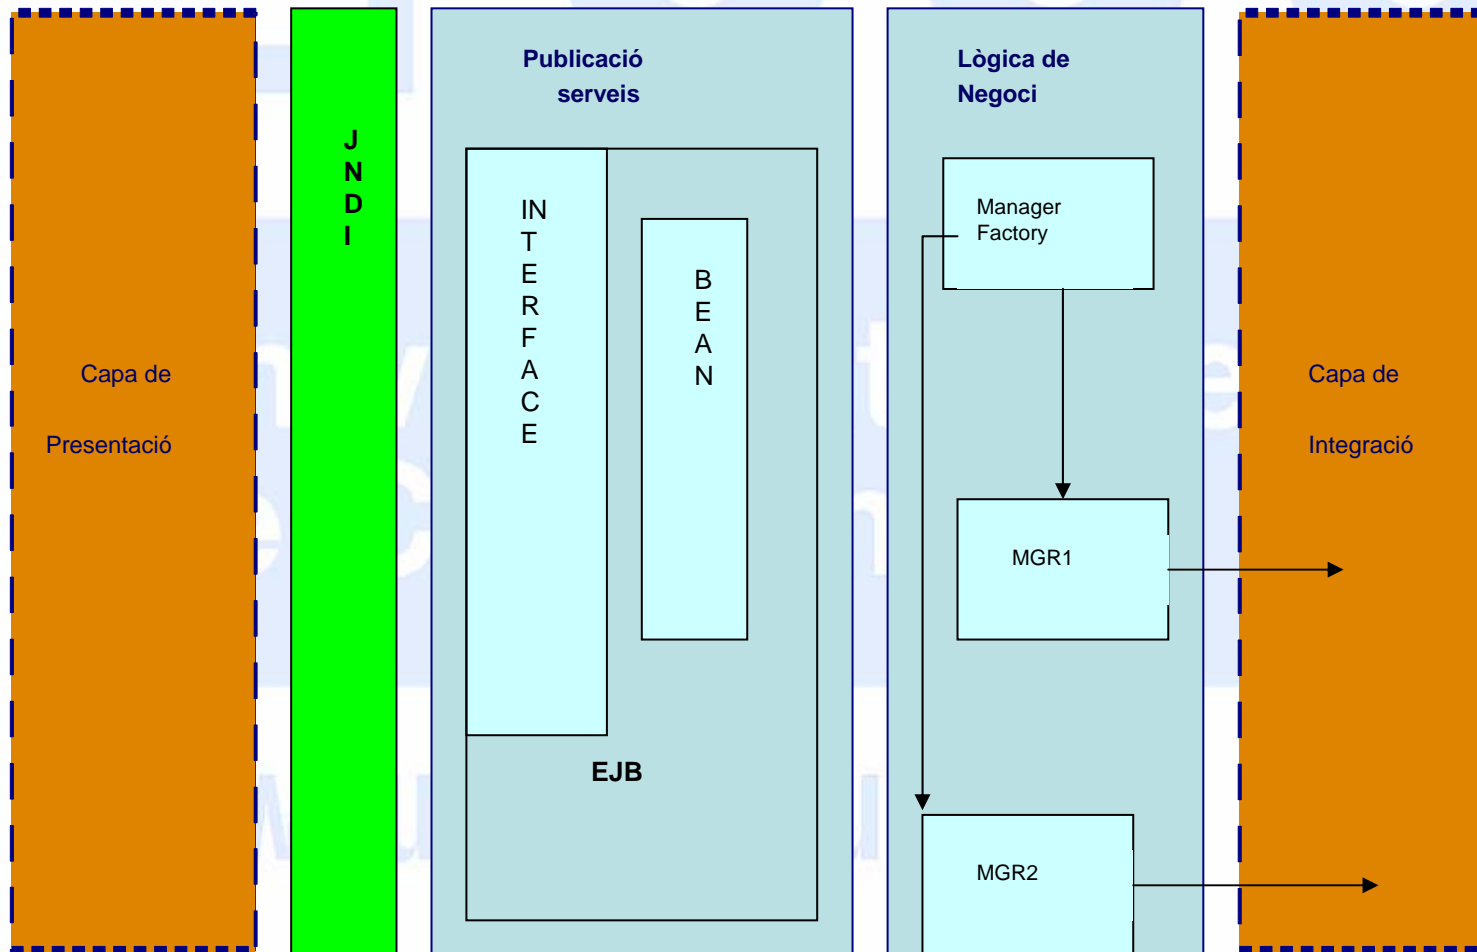 Capa de
Presentació
J
N
D
I
Publicació
serveis
IN
T
E
R
F
A
C
E
B
E
A
N
EJB
Lògica de
Negoci
Manager
Factory
MGR1
MGR2
Capa de
Integració